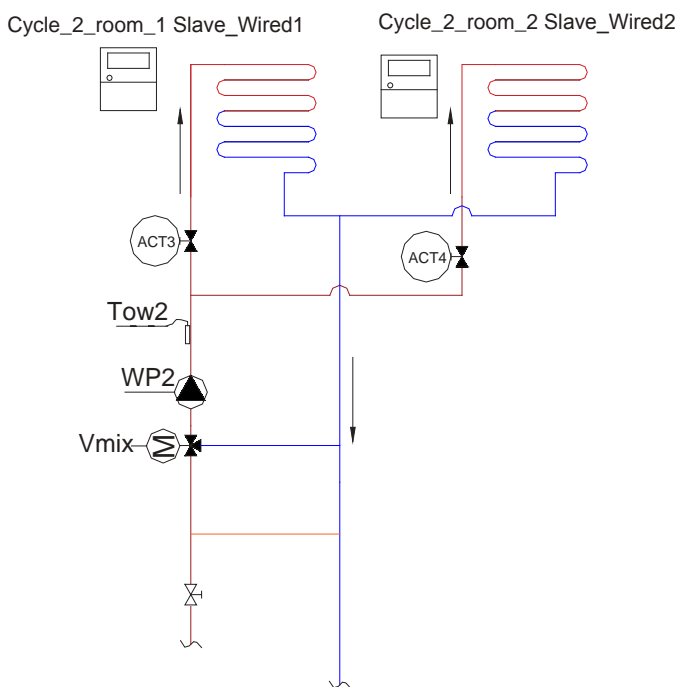 Cycle_2_room_1 Slave_Wired1
Cycle_2_room_2 Slave_Wired2
ACT3
ACT4
Tow2
WP2
Vmix
M